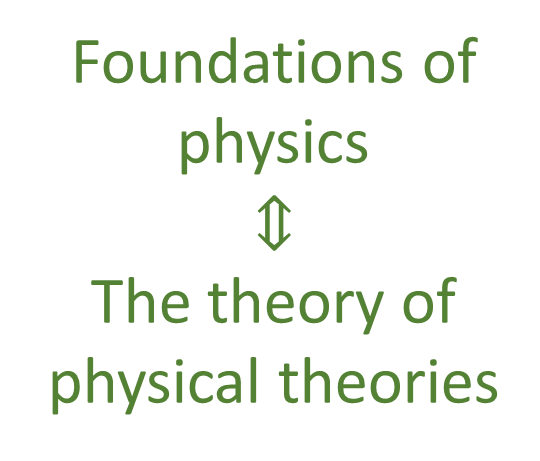 Foundations of
physics
⇕
The theory of
physical theories